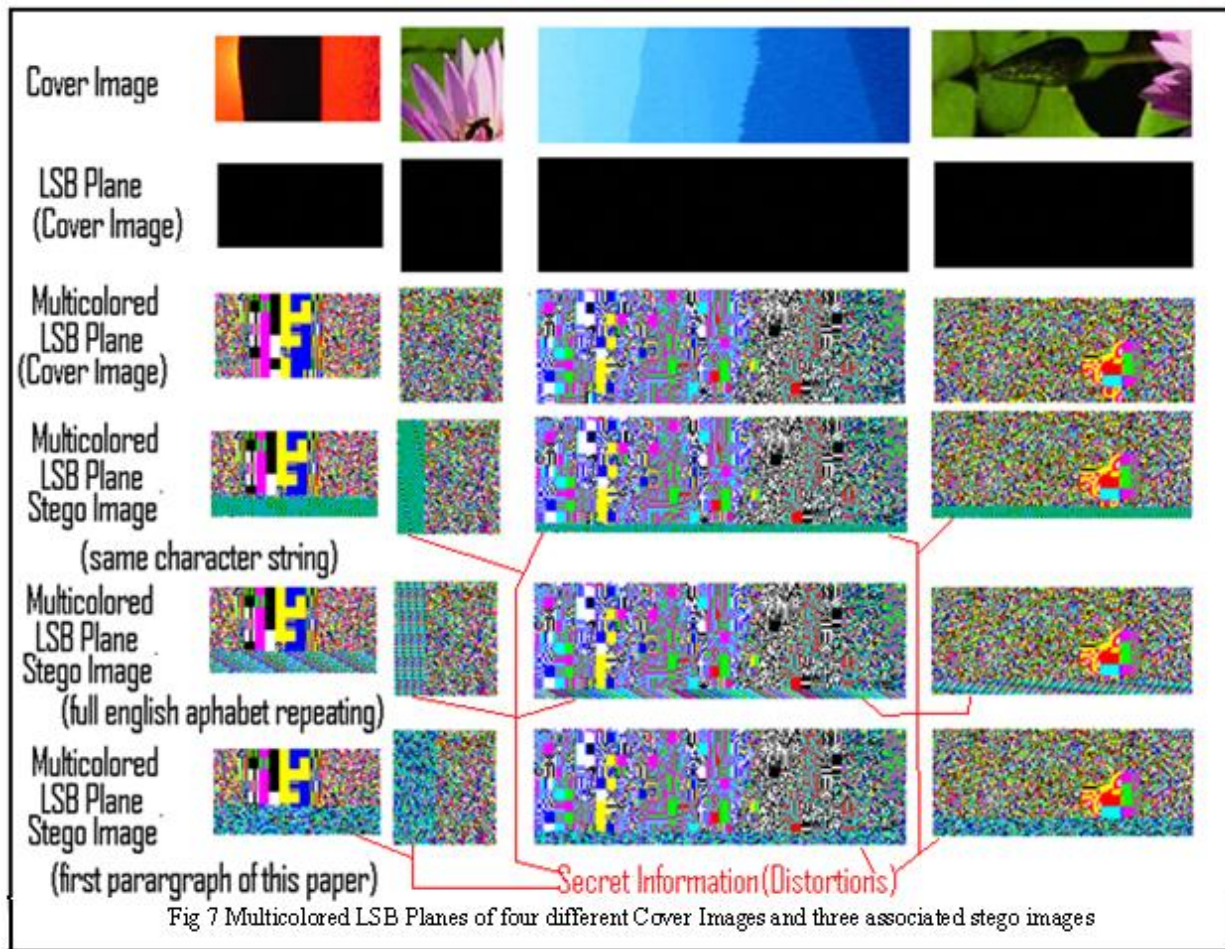 Cover Image
LSB Plane
(Cover Image)
Multicolored
LSB Plane
(Cover Image)
Multicolored
LSB Plane
Stego Image
(same character string)
Multicolored
LSB Plane
Stego Image
(full english aphabet repeating)
Multicolored
LSB Plane
Stego Image
(first parargraph of this paper)
Secret Information(Distortions)
Fig 7 Multicolored LSB Planes of four different Cover Images and three associated stego images